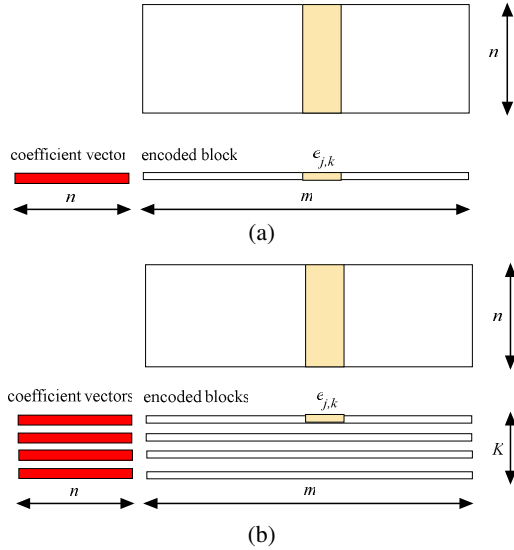 n
coefficient vector encoded block e_{j,k}
n m
(a)
n
coefficient vectors encoded blocks e_{j,k}
K
n m
(b)